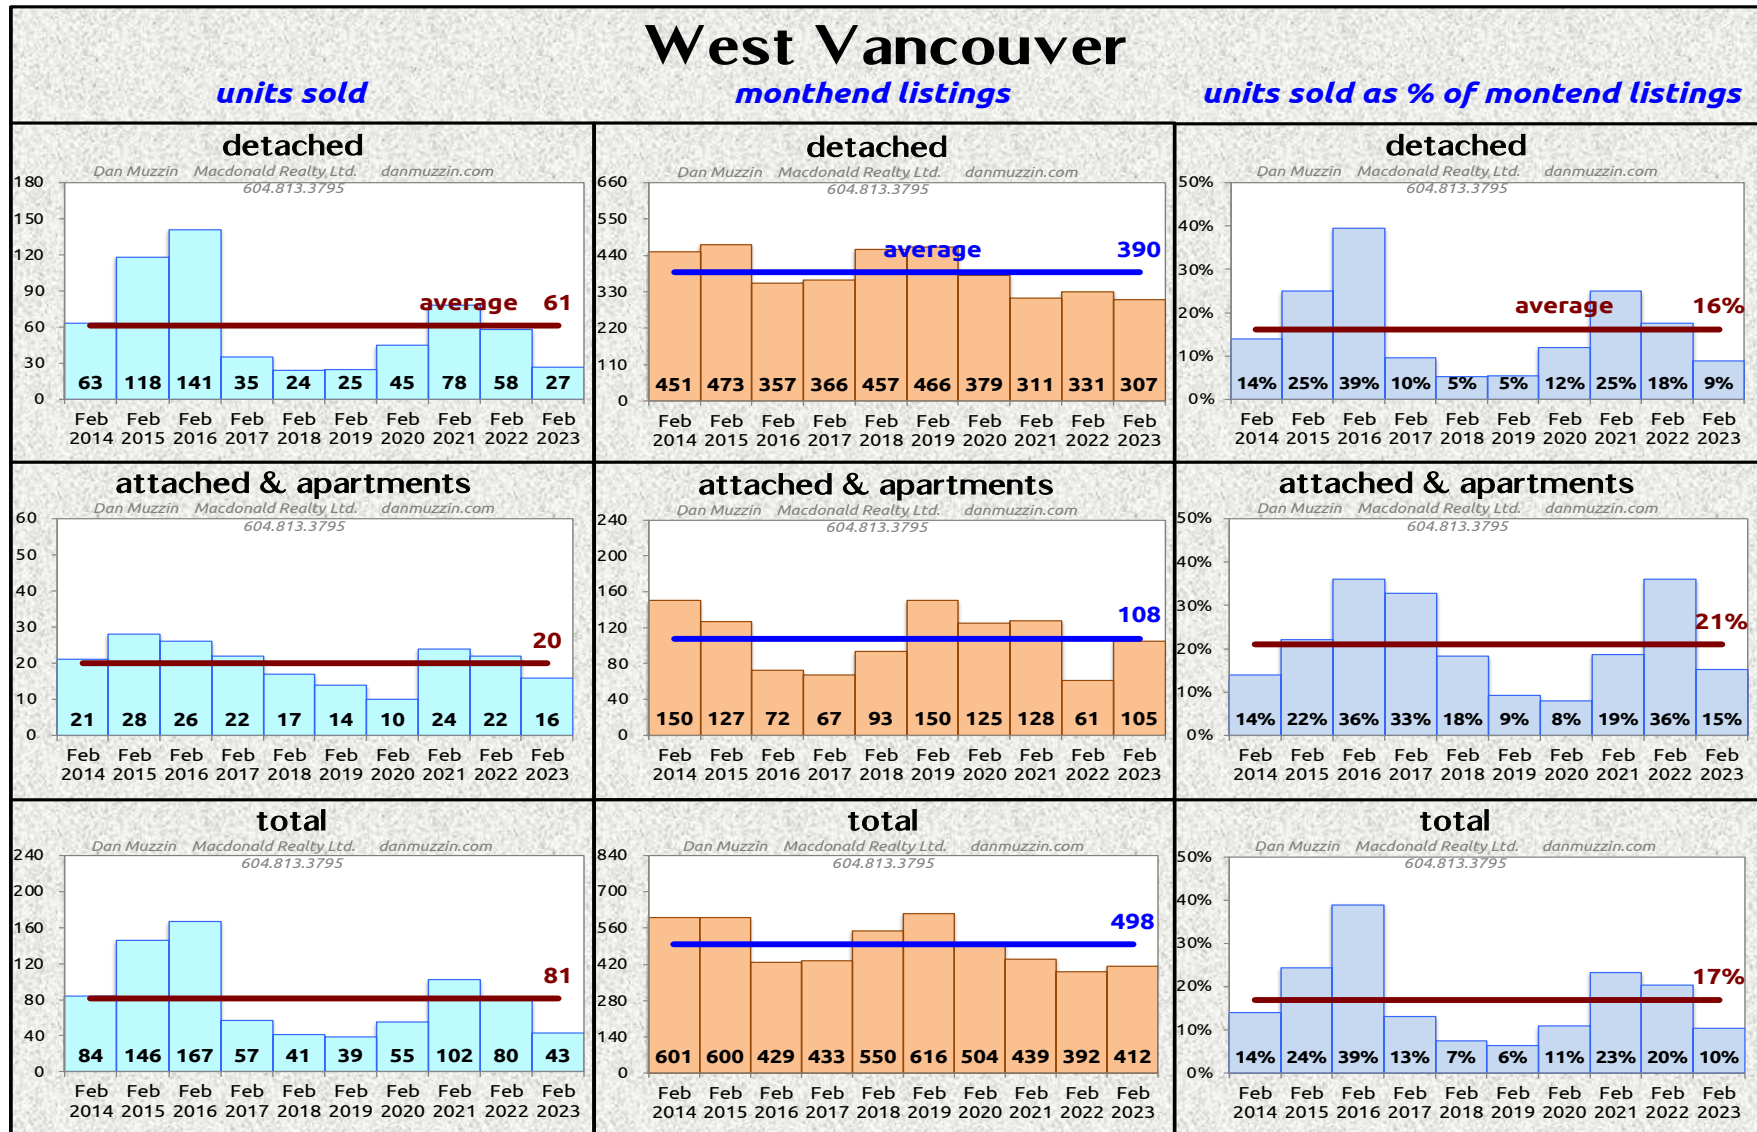 West Vancouver
units sold
monthend listings
units sold as % of montend listings
detached
Dan Muzzin Macdonald Realty Ltd. danmuzzin.com
604.813.3795
180
150
120
90
60
30
0
average 61
63 118 141 35 24 25 45 78 58 27
Feb Feb Feb Feb Feb Feb Feb Feb Feb Feb
2014 2015 2016 2017 2018 2019 2020 2021 2022 2023
detached
Dan Muzzin Macdonald Realty Ltd. danmuzzin.com
604.813.3795
660
550
440
330
220
110
0
average 390
451 473 357 366 457 466 379 311 331 307
Feb Feb Feb Feb Feb Feb Feb Feb Feb Feb
2014 2015 2016 2017 2018 2019 2020 2021 2022 2023
detached
Dan Muzzin Macdonald Realty Ltd. danmuzzin.com
604.813.3795
50%
40%
30%
20%
10%
0%
average 16%
14% 25% 39% 10% 5% 5% 12% 25% 18% 9%
Feb Feb Feb Feb Feb Feb Feb Feb Feb Feb
2014 2015 2016 2017 2018 2019 2020 2021 2022 2023
attached & apartments
Dan Muzzin Macdonald Realty Ltd. danmuzzin.com
604.813.3795
60
50
40
30
20
10
0
20
21 28 26 22 17 14 10 24 22 16
Feb Feb Feb Feb Feb Feb Feb Feb Feb Feb
2014 2015 2016 2017 2018 2019 2020 2021 2022 2023
attached & apartments
Dan Muzzin Macdonald Realty Ltd. danmuzzin.com
604.813.3795
240
200
160
120
80
40
0
108
150 127 72 67 93 150 125 128 61 105
Feb Feb Feb Feb Feb Feb Feb Feb Feb Feb
2014 2015 2016 2017 2018 2019 2020 2021 2022 2023
attached & apartments
Dan Muzzin Macdonald Realty Ltd. danmuzzin.com
604.813.3795
50%
40%
30%
20%
10%
0%
21%
14% 22% 36% 33% 18% 9% 8% 19% 36% 15%
Feb Feb Feb Feb Feb Feb Feb Feb Feb Feb
2014 2015 2016 2017 2018 2019 2020 2021 2022 2023
total
Dan Muzzin Macdonald Realty Ltd. danmuzzin.com
604.813.3795
240
200
160
120
80
40
0
81
84 146 167 57 41 39 55 102 80 43
Feb Feb Feb Feb Feb Feb Feb Feb Feb Feb
2014 2015 2016 2017 2018 2019 2020 2021 2022 2023
total
Dan Muzzin Macdonald Realty Ltd. danmuzzin.com
604.813.3795
840
700
560
420
280
140
0
498
601 600 429 433 550 616 504 439 392 412
Feb Feb Feb Feb Feb Feb Feb Feb Feb Feb
2014 2015 2016 2017 2018 2019 2020 2021 2022 2023
total
Dan Muzzin Macdonald Realty Ltd. danmuzzin.com
604.813.3795
50%
40%
30%
20%
10%
0%
17%
14% 24% 39% 13% 7% 6% 11% 23% 20% 10%
Feb Feb Feb Feb Feb Feb Feb Feb Feb Feb
2014 2015 2016 2017 2018 2019 2020 2021 2022 2023